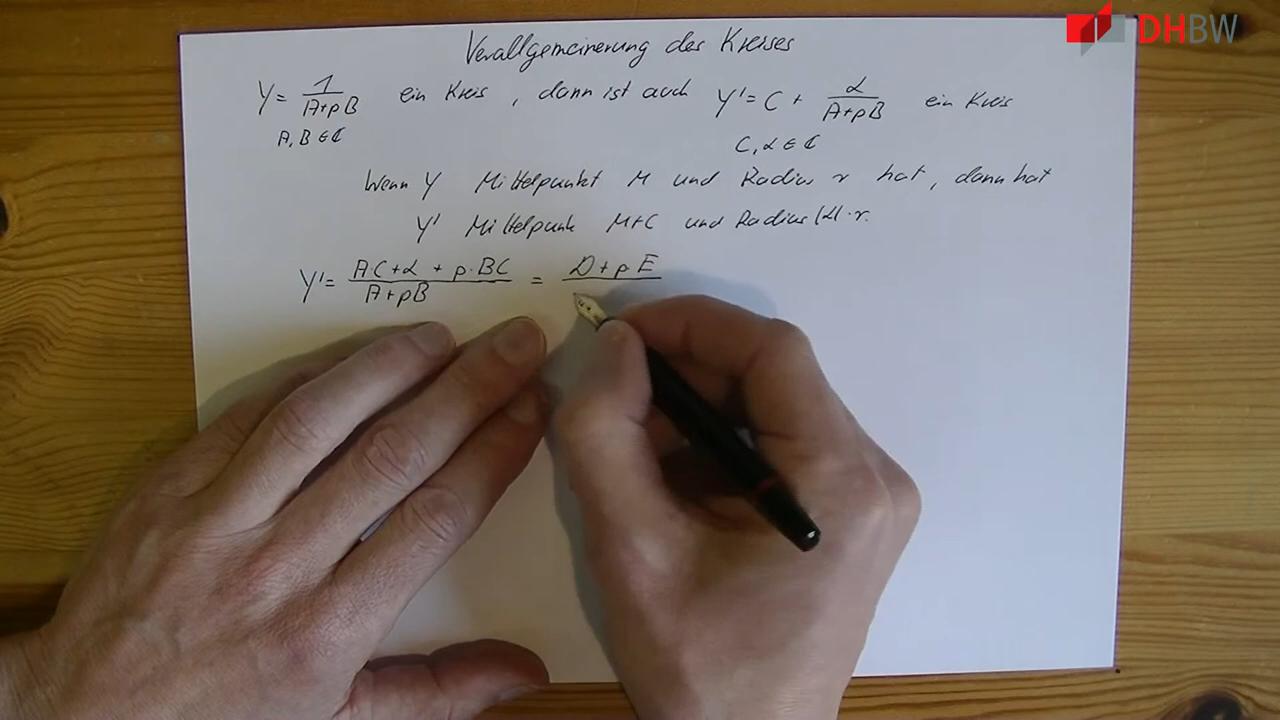 DHBW
Verallgemeinerung des Kreises
Y = 1/(A+pB) ein Kreis, dann ist auch Y' = C + α/(A+pB) ein Kreis
A, B ∈ ℂ C, α ∈ ℂ
Wenn Y Mittelpunkt M und Radius r hat, dann hat
Y' Mittelpunk M+C und Radius |α|·r.
Y' = (AC+α + p·BC)/(A+pB) = D+pE